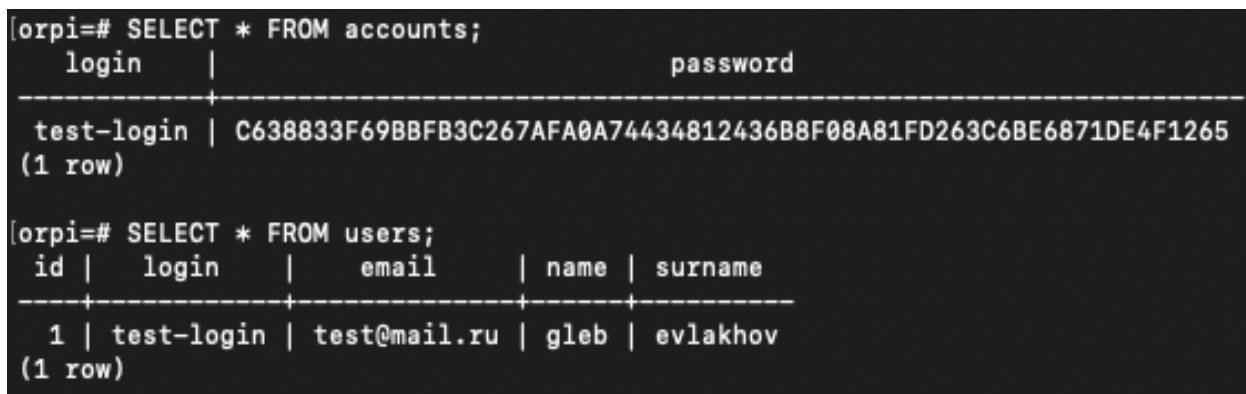 [orpi=# SELECT * FROM accounts;
login | password
------------+------------------------------------------------------------------
test-login | C638833F69BBFB3C267AFA0A74434812436B8F08A81FD263C6BE6871DE4F1265
(1 row)
[orpi=# SELECT * FROM users;
id | login | email | name | surname
----+------------+--------------+------+----------
1 | test-login | test@mail.ru | gleb | evlakhov
(1 row)